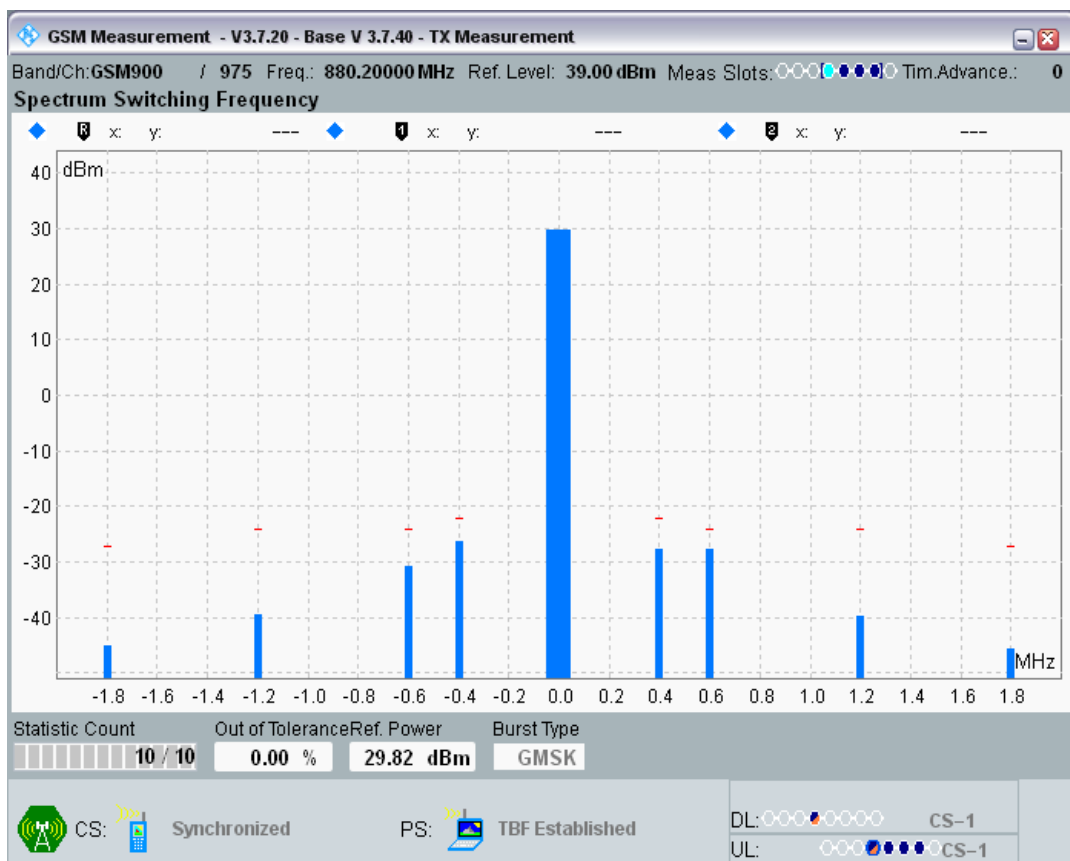 GSM Measurement - V3.7.20 - Base V 3.7.40 - TX Measurement
Band/Ch:GSM900 / 975 Freq.: 880.20000 MHz Ref. Level: 39.00 dBm Meas Slots: Tim.Advance.: 0
Spectrum Switching Frequency
R x: y: --- 1 x: y: --- 2 x: y: ---
dBm
40
30
20
10
0
-10
-20
-30
-40
MHz
-1.8 -1.6 -1.4 -1.2 -1.0 -0.8 -0.6 -0.4 -0.2 0.0 0.2 0.4 0.6 0.8 1.0 1.2 1.4 1.6 1.8
Statistic Count Out of Tolerance Ref. Power Burst Type
10 / 10 0.00 % 29.82 dBm GMSK
CS: Synchronized PS: TBF Established
DL: CS-1
UL: CS-1